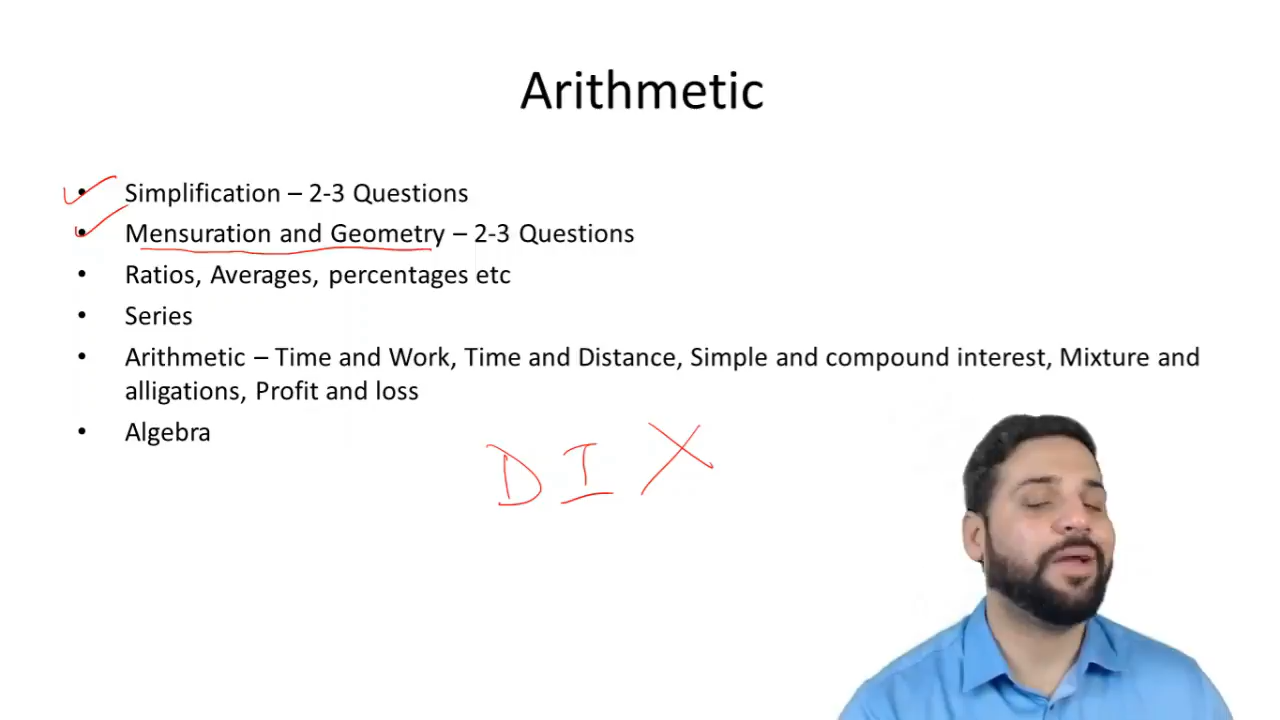 Arithmetic
• Simplification – 2-3 Questions
• Mensuration and Geometry – 2-3 Questions
• Ratios, Averages, percentages etc
• Series
• Arithmetic – Time and Work, Time and Distance, Simple and compound interest, Mixture and
alligations, Profit and loss
• Algebra
D I X